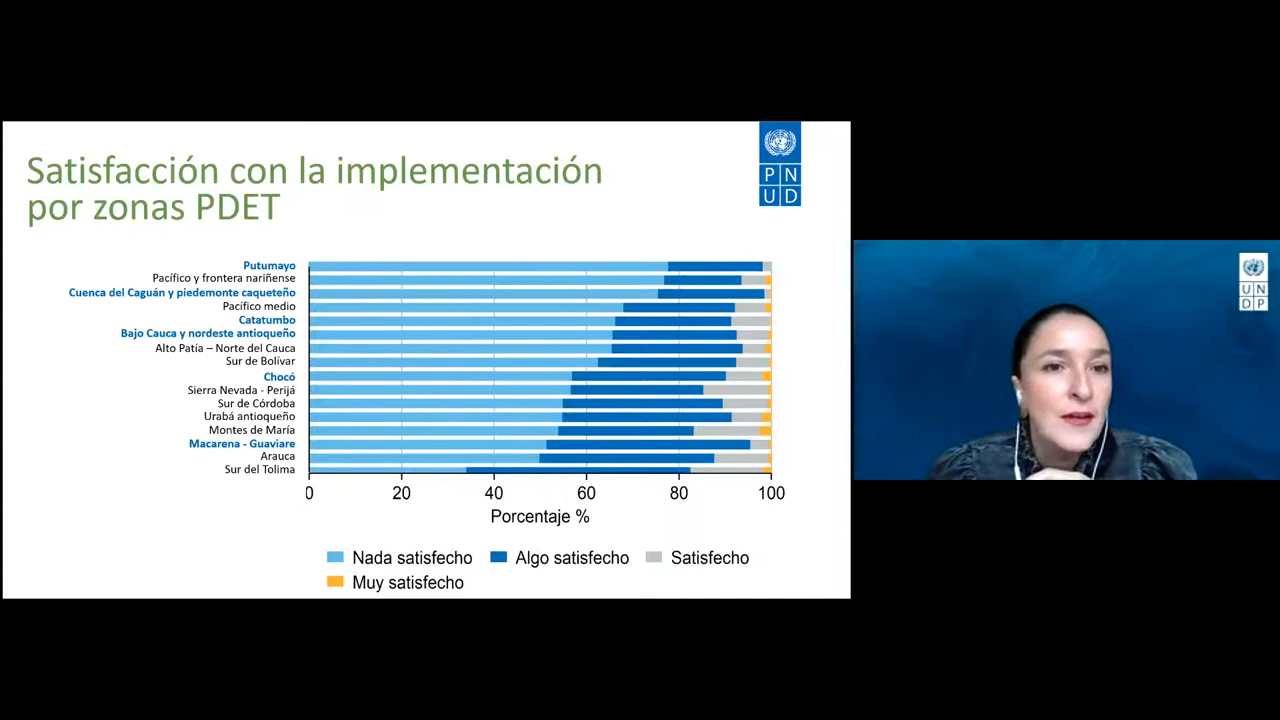 Satisfacción con la implementación
por zonas PDET
P N
U D
Putumayo
Pacífico y frontera nariñense
Cuenca del Caguán y piedemonte caqueteño
Pacífico medio
Catatumbo
Bajo Cauca y nordeste antioqueño
Alto Patía – Norte del Cauca
Sur de Bolívar
Chocó
Sierra Nevada - Perijá
Sur de Córdoba
Urabá antioqueño
Montes de María
Macarena - Guaviare
Arauca
Sur del Tolima
0 20 40 60 80 100
Porcentaje %
Nada satisfecho Algo satisfecho Satisfecho
Muy satisfecho
U N
D P